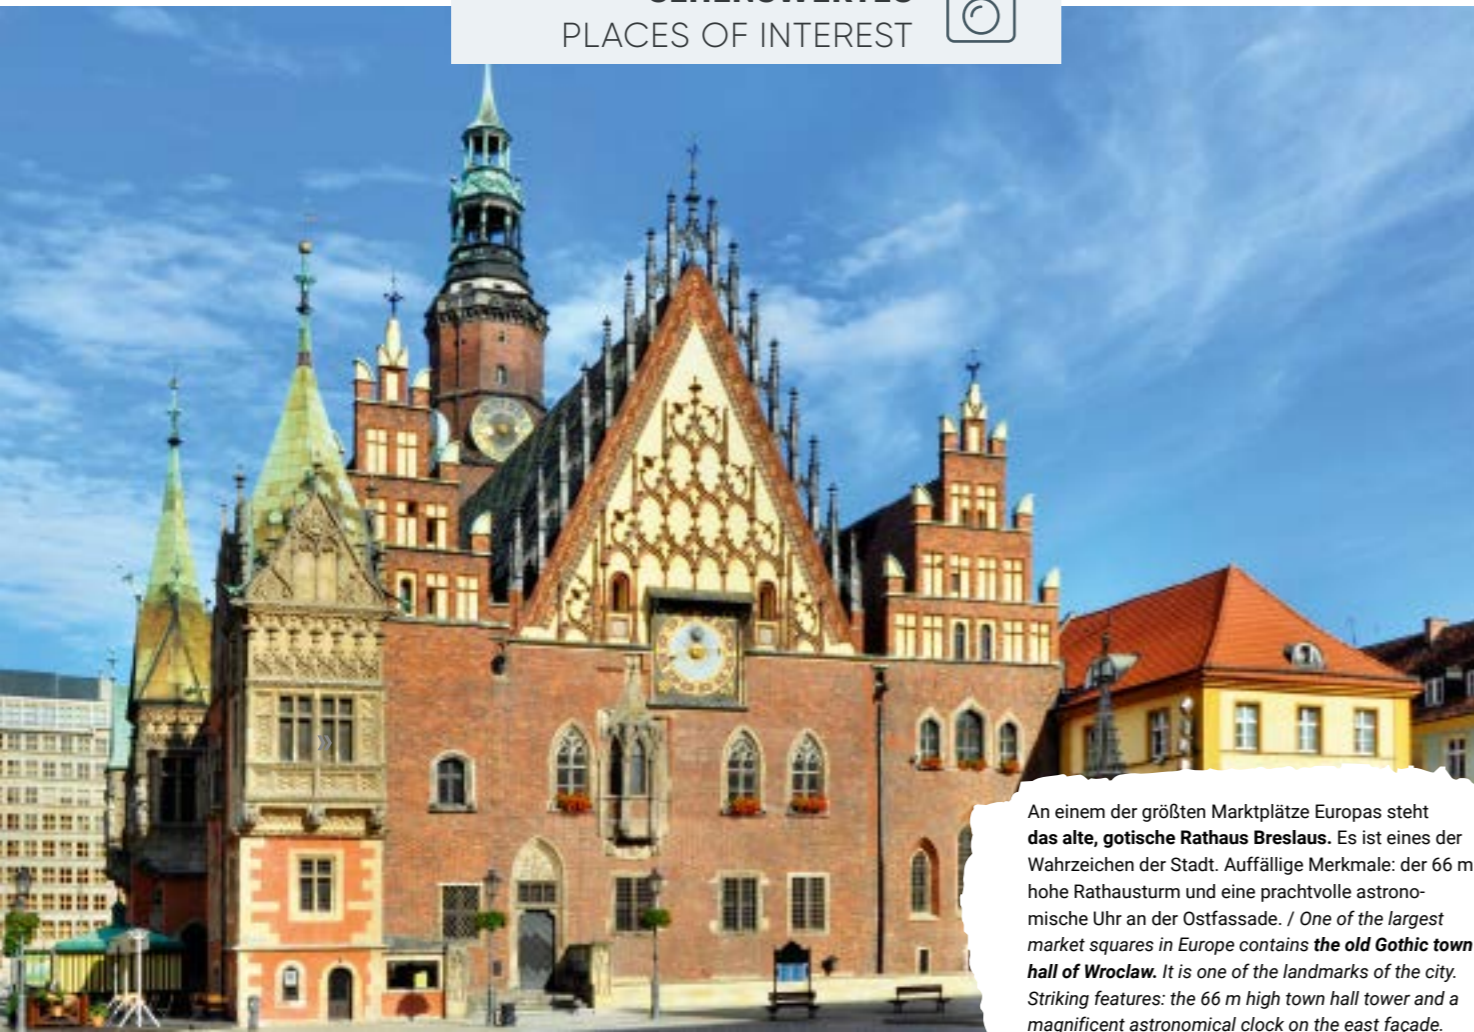 PLACES OF INTEREST
An einem der größten Marktplätze Europas steht
das alte, gotische Rathaus Breslaus. Es ist eines der
Wahrzeichen der Stadt. Auffällige Merkmale: der 66 m
hohe Rathausturm und eine prachtvolle astrono-
mische Uhr an der Ostfassade. / One of the largest
market squares in Europe contains the old Gothic town
hall of Wroclaw. It is one of the landmarks of the city.
Striking features: the 66 m high town hall tower and a
magnificent astronomical clock on the east façade.